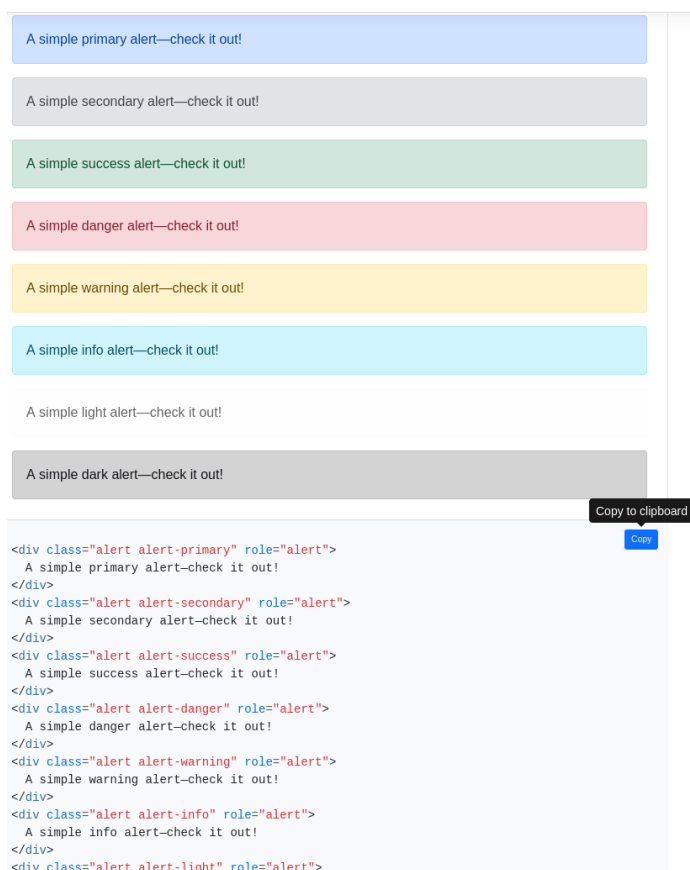 A simple primary alert—check it out!
A simple secondary alert—check it out!
A simple success alert—check it out!
A simple danger alert—check it out!
A simple warning alert—check it out!
A simple info alert—check it out!
A simple light alert—check it out!
A simple dark alert—check it out!
Copy to clipboard
Copy
<div class="alert alert-primary" role="alert">
  A simple primary alert—check it out!
</div>
<div class="alert alert-secondary" role="alert">
  A simple secondary alert—check it out!
</div>
<div class="alert alert-success" role="alert">
  A simple success alert—check it out!
</div>
<div class="alert alert-danger" role="alert">
  A simple danger alert—check it out!
</div>
<div class="alert alert-warning" role="alert">
  A simple warning alert—check it out!
</div>
<div class="alert alert-info" role="alert">
  A simple info alert—check it out!
</div>
<div class="alert alert-light" role="alert">